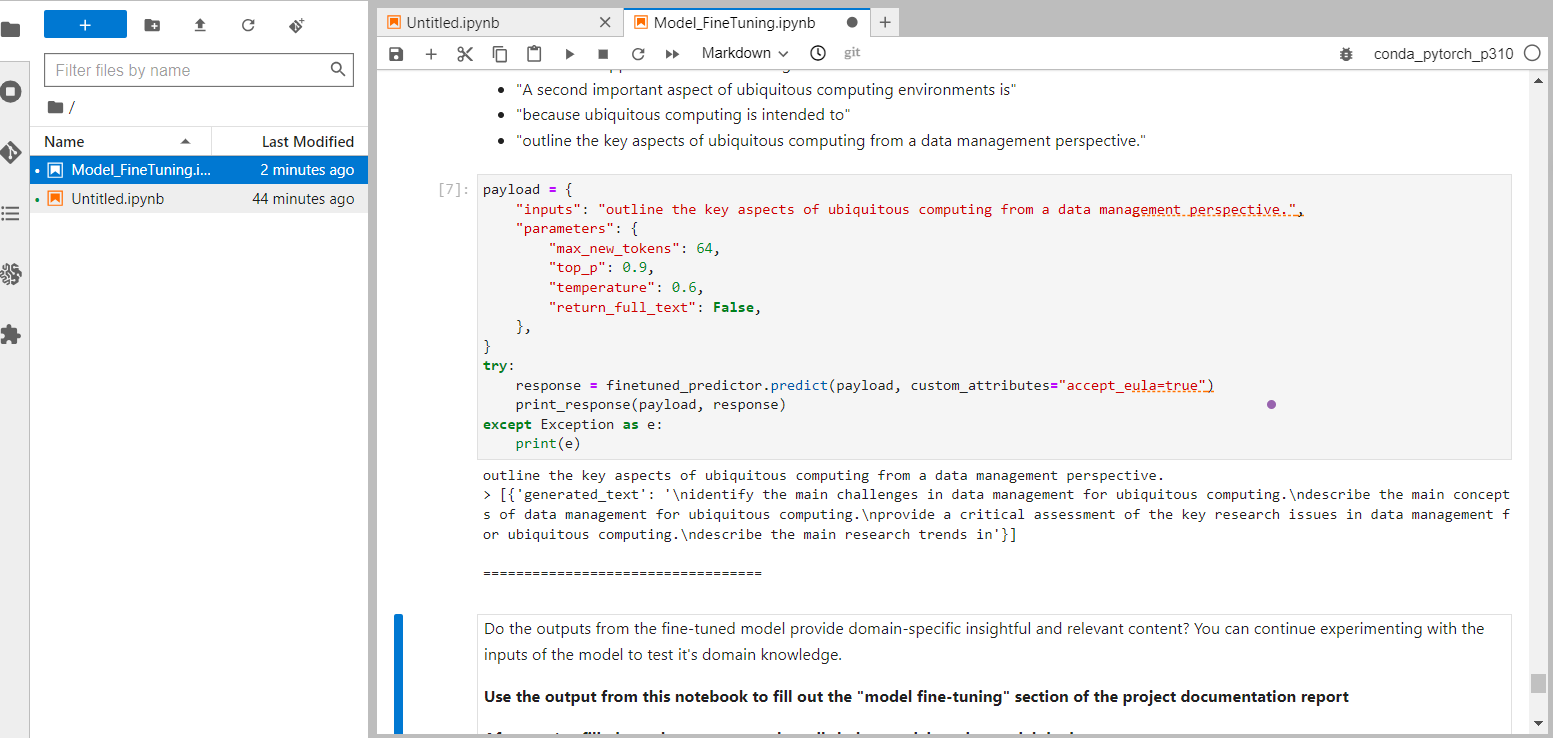 +
Untitled.ipynb
Model_FineTuning.ipynb
+
Filter files by name
Markdown
git
conda_pytorch_p310
/
Name
Last Modified
Model_FineTuning.i...
2 minutes ago
Untitled.ipynb
44 minutes ago
• "A second important aspect of ubiquitous computing environments is"
• "because ubiquitous computing is intended to"
• "outline the key aspects of ubiquitous computing from a data management perspective."
[7]:
payload = {
    "inputs": "outline the key aspects of ubiquitous computing from a data management perspective.",
    "parameters": {
        "max_new_tokens": 64,
        "top_p": 0.9,
        "temperature": 0.6,
        "return_full_text": False,
    },
}
try:
    response = finetuned_predictor.predict(payload, custom_attributes="accept_eula=true")
    print_response(payload, response)
except Exception as e:
    print(e)
outline the key aspects of ubiquitous computing from a data management perspective.
> [{'generated_text': '\nidentify the main challenges in data management for ubiquitous computing.\ndescribe the main concept
s of data management for ubiquitous computing.\nprovide a critical assessment of the key research issues in data management f
or ubiquitous computing.\ndescribe the main research trends in'}]
==================================
Do the outputs from the fine-tuned model provide domain-specific insightful and relevant content? You can continue experimenting with the
inputs of the model to test it's domain knowledge.
Use the output from this notebook to fill out the "model fine-tuning" section of the project documentation report